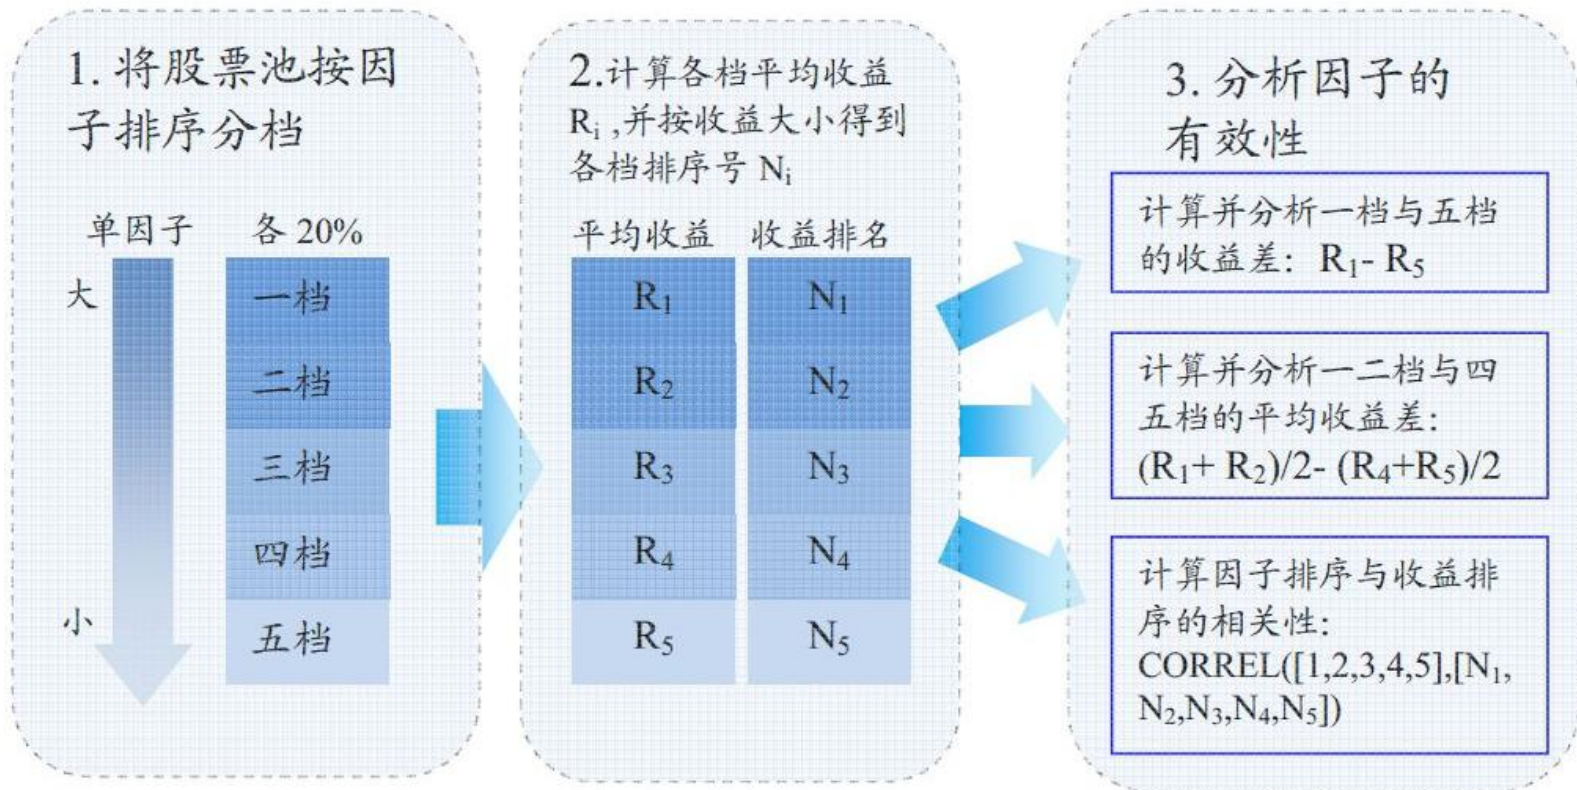 1. 将股票池按因
子排序分档
单因子
各 20%
大
小
一档
二档
三档
四档
五档
2.计算各档平均收益
Ri ,并按收益大小得到
各档排序号 Ni
平均收益 收益排名
R1 N1
R2 N2
R3 N3
R4 N4
R5 N5
3. 分析因子的
有效性
计算并分析一档与五档
的收益差: R1- R5
计算并分析一二档与四
五档的平均收益差:
(R1+ R2)/2- (R4+R5)/2
计算因子排序与收益排
序的相关性:
CORREL([1,2,3,4,5],[N1,
N2,N3,N4,N5])